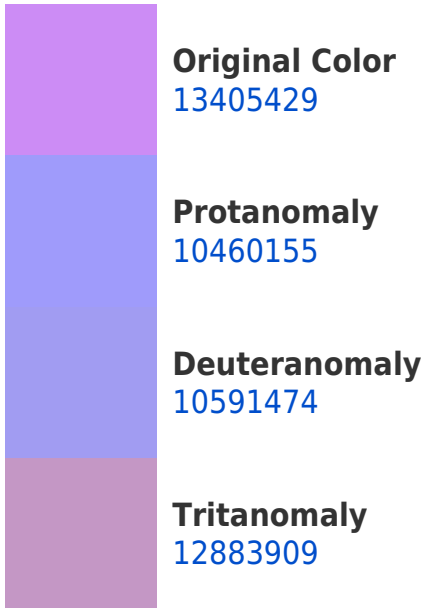 Original Color
13405429
Protanomaly
10460155
Deuteranomaly
10591474
Tritanomaly
12883909